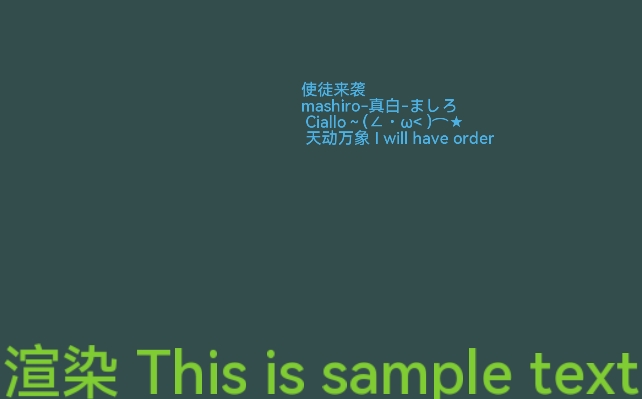 使徒来袭
mashiro-真白-ましろ
Ciallo～(∠・ω< )⌒★
天动万象 I will have order
渲染 This is sample text